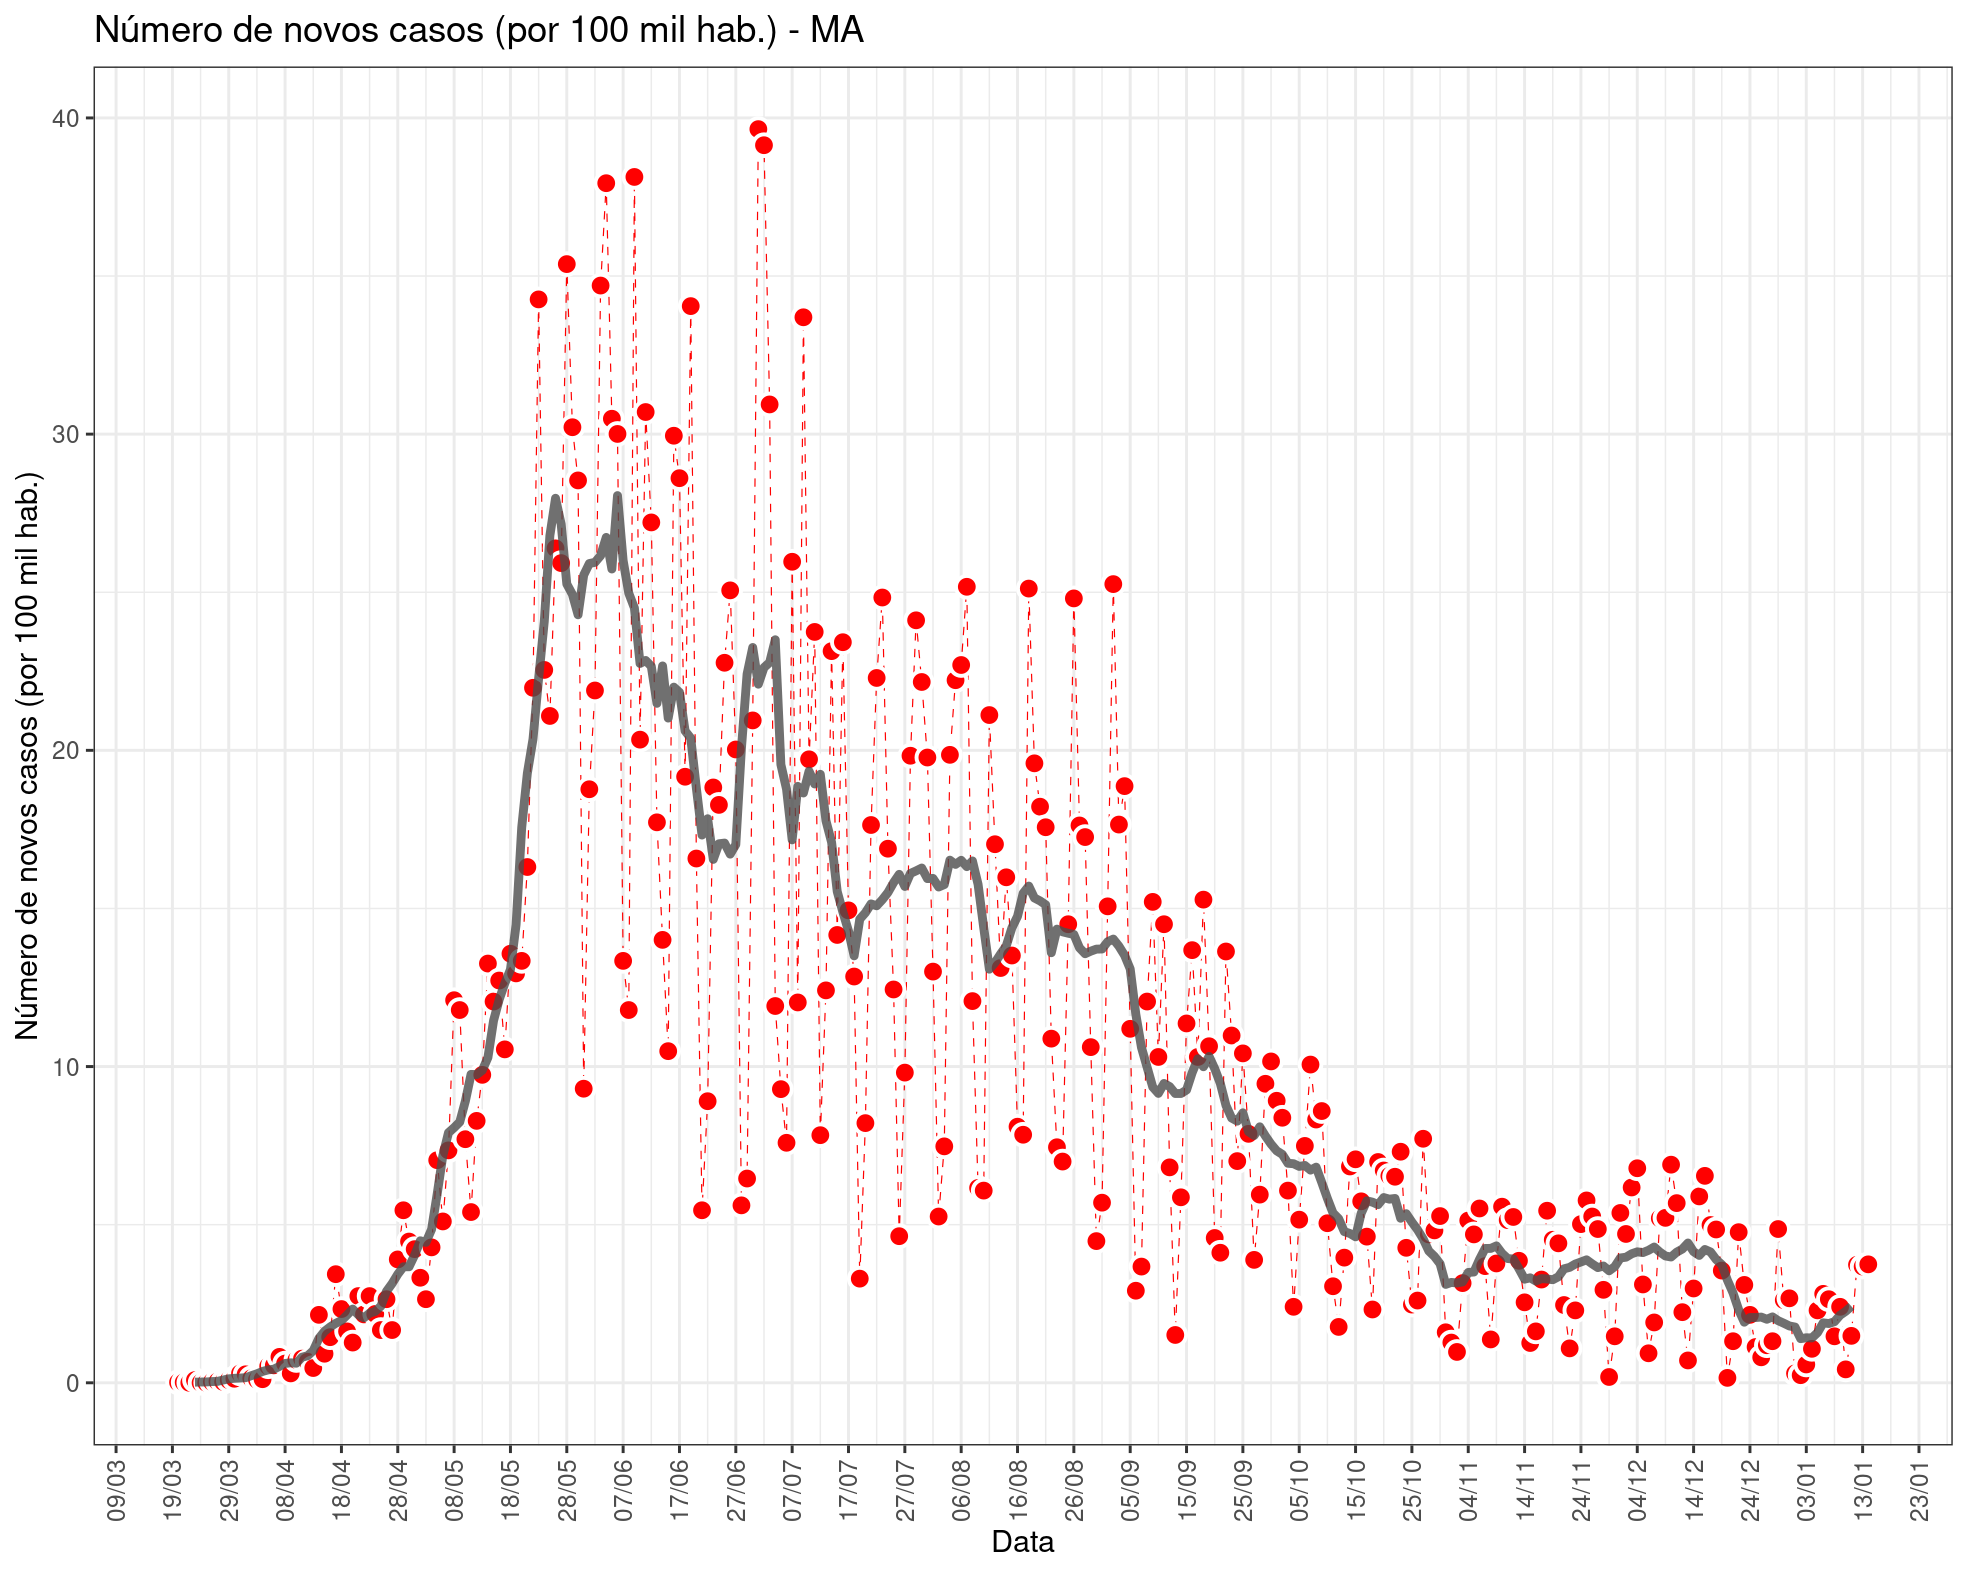 Número de novos casos (por 100 mil hab.) - MA
Número de novos casos (por 100 mil hab.)
40
30
20
10
0
09/03 19/03 29/03 08/04 18/04 28/04 08/05 18/05 28/05 07/06 17/06 27/06 07/07 17/07 27/07 06/08 16/08 26/08 05/09 15/09 25/09 05/10 15/10 25/10 04/11 14/11 24/11 04/12 14/12 24/12 03/01 13/01 23/01
Data